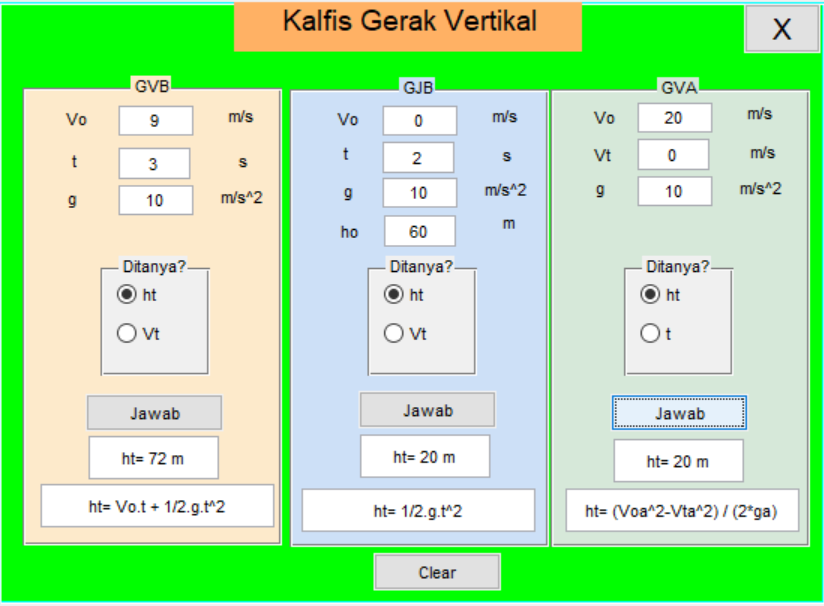 Kalfis Gerak Vertikal
X
GVB
Vo 9 m/s
t 3 s
g 10 m/s^2
Ditanya?
ht
Vt
Jawab
ht= 72 m
ht= Vo.t + 1/2.g.t^2
GJB
Vo 0 m/s
t 2 s
g 10 m/s^2
ho 60 m
Ditanya?
ht
Vt
Jawab
ht= 20 m
ht= 1/2.g.t^2
GVA
Vo 20 m/s
Vt 0 m/s
g 10 m/s^2
Ditanya?
ht
t
Jawab
ht= 20 m
ht= (Voa^2-Vta^2) / (2*ga)
Clear